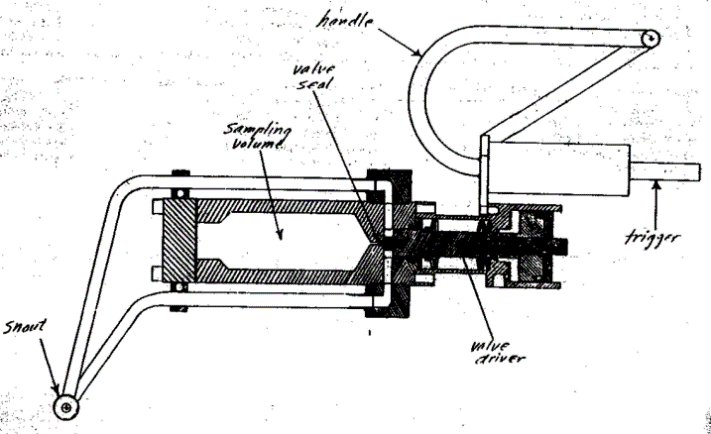 handle
valve
seal
sampling
volume
trigger
snout
valve
driver